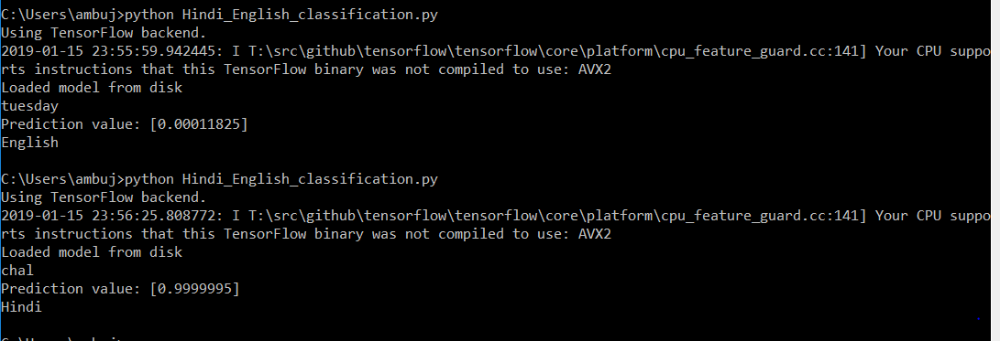 C:\Users\ambuj>python Hindi_English_classification.py
Using TensorFlow backend.
2019-01-15 23:55:59.942445: I T:\src\github\tensorflow\tensorflow\core\platform\cpu_feature_guard.cc:141] Your CPU suppo
rts instructions that this TensorFlow binary was not compiled to use: AVX2
Loaded model from disk
tuesday
Prediction value: [0.00011825]
English
C:\Users\ambuj>python Hindi_English_classification.py
Using TensorFlow backend.
2019-01-15 23:56:25.808772: I T:\src\github\tensorflow\tensorflow\core\platform\cpu_feature_guard.cc:141] Your CPU suppo
rts instructions that this TensorFlow binary was not compiled to use: AVX2
Loaded model from disk
chal
Prediction value: [0.9999995]
Hindi